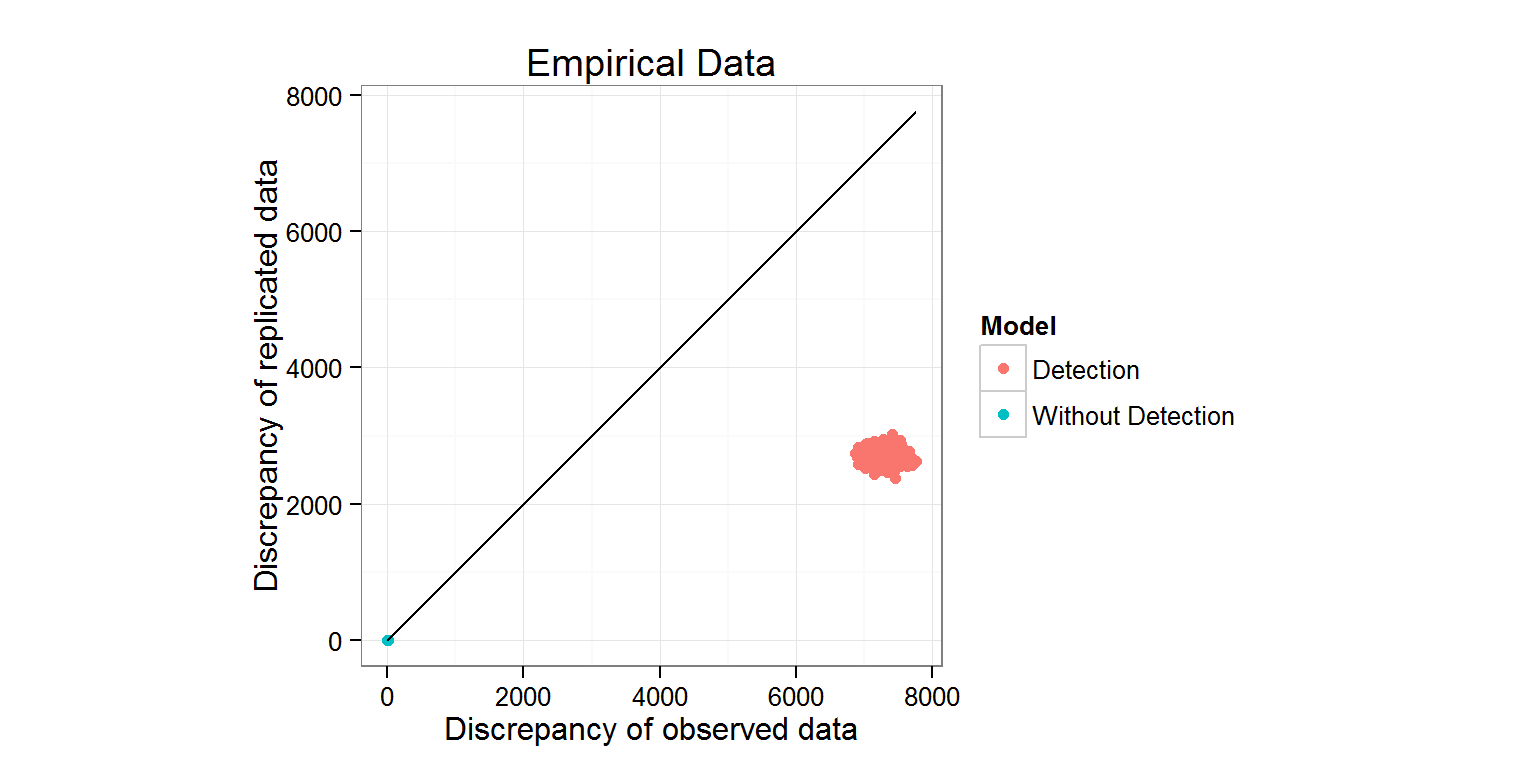 Empirical Data
Discrepancy of replicated data
8000
6000
4000
2000
0
0 2000 4000 6000 8000
Discrepancy of observed data
Model
Detection
Without Detection